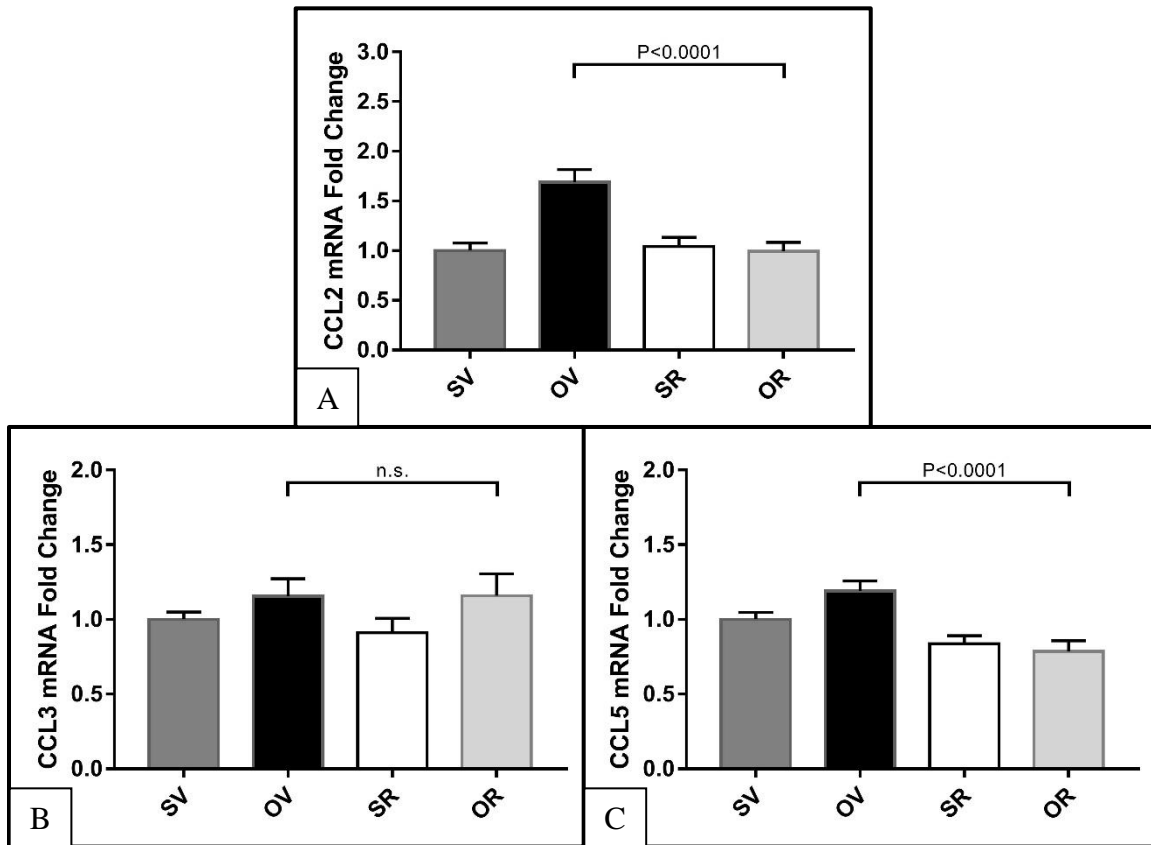 P<0.0001
CCL2 mRNA Fold Change
3.0
2.5
2.0
1.5
1.0
0.5
0.0
SV OV SR OR
A
n.s.
CCL3 mRNA Fold Change
2.0
1.5
1.0
0.5
0.0
SV OV SR OR
B
P<0.0001
CCL5 mRNA Fold Change
2.0
1.5
1.0
0.5
0.0
SV OV SR OR
C